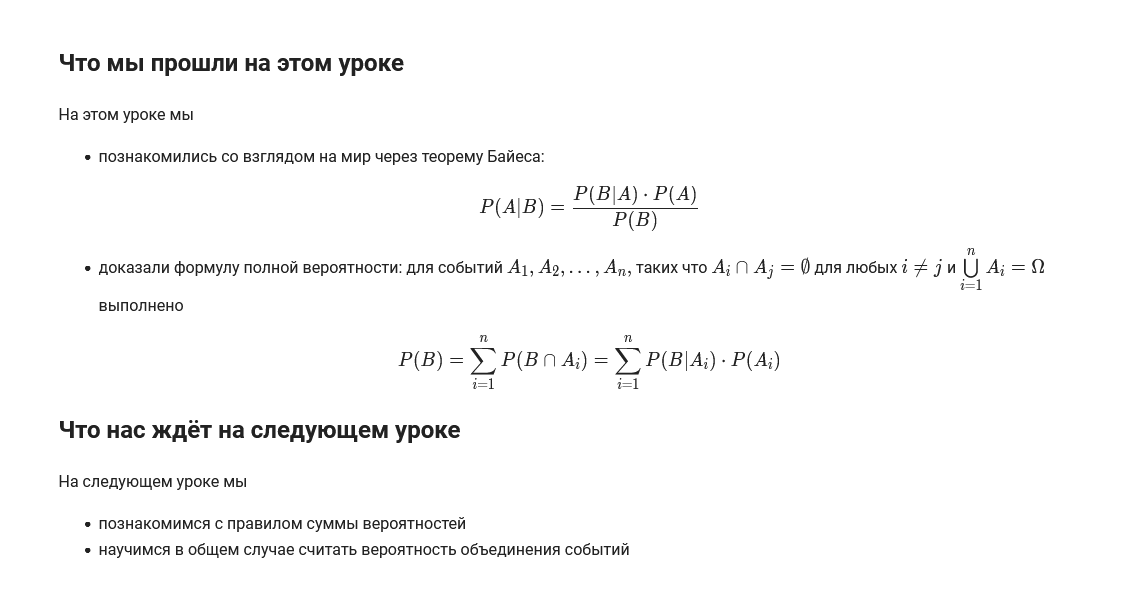 Что мы прошли на этом уроке
На этом уроке мы
• познакомились со взглядом на мир через теорему Байеса:
P(A|B) = \frac{P(B|A) \cdot P(A)}{P(B)}
• доказали формулу полной вероятности: для событий A_1, A_2, \ldots, A_n, таких что A_i \cap A_j = \emptyset для любых i \neq j и \bigcup_{i=1}^{n} A_i = \Omega
выполнено
P(B) = \sum_{i=1}^{n} P(B \cap A_i) = \sum_{i=1}^{n} P(B|A_i) \cdot P(A_i)
Что нас ждёт на следующем уроке
На следующем уроке мы
• познакомимся с правилом суммы вероятностей
• научимся в общем случае считать вероятность объединения событий